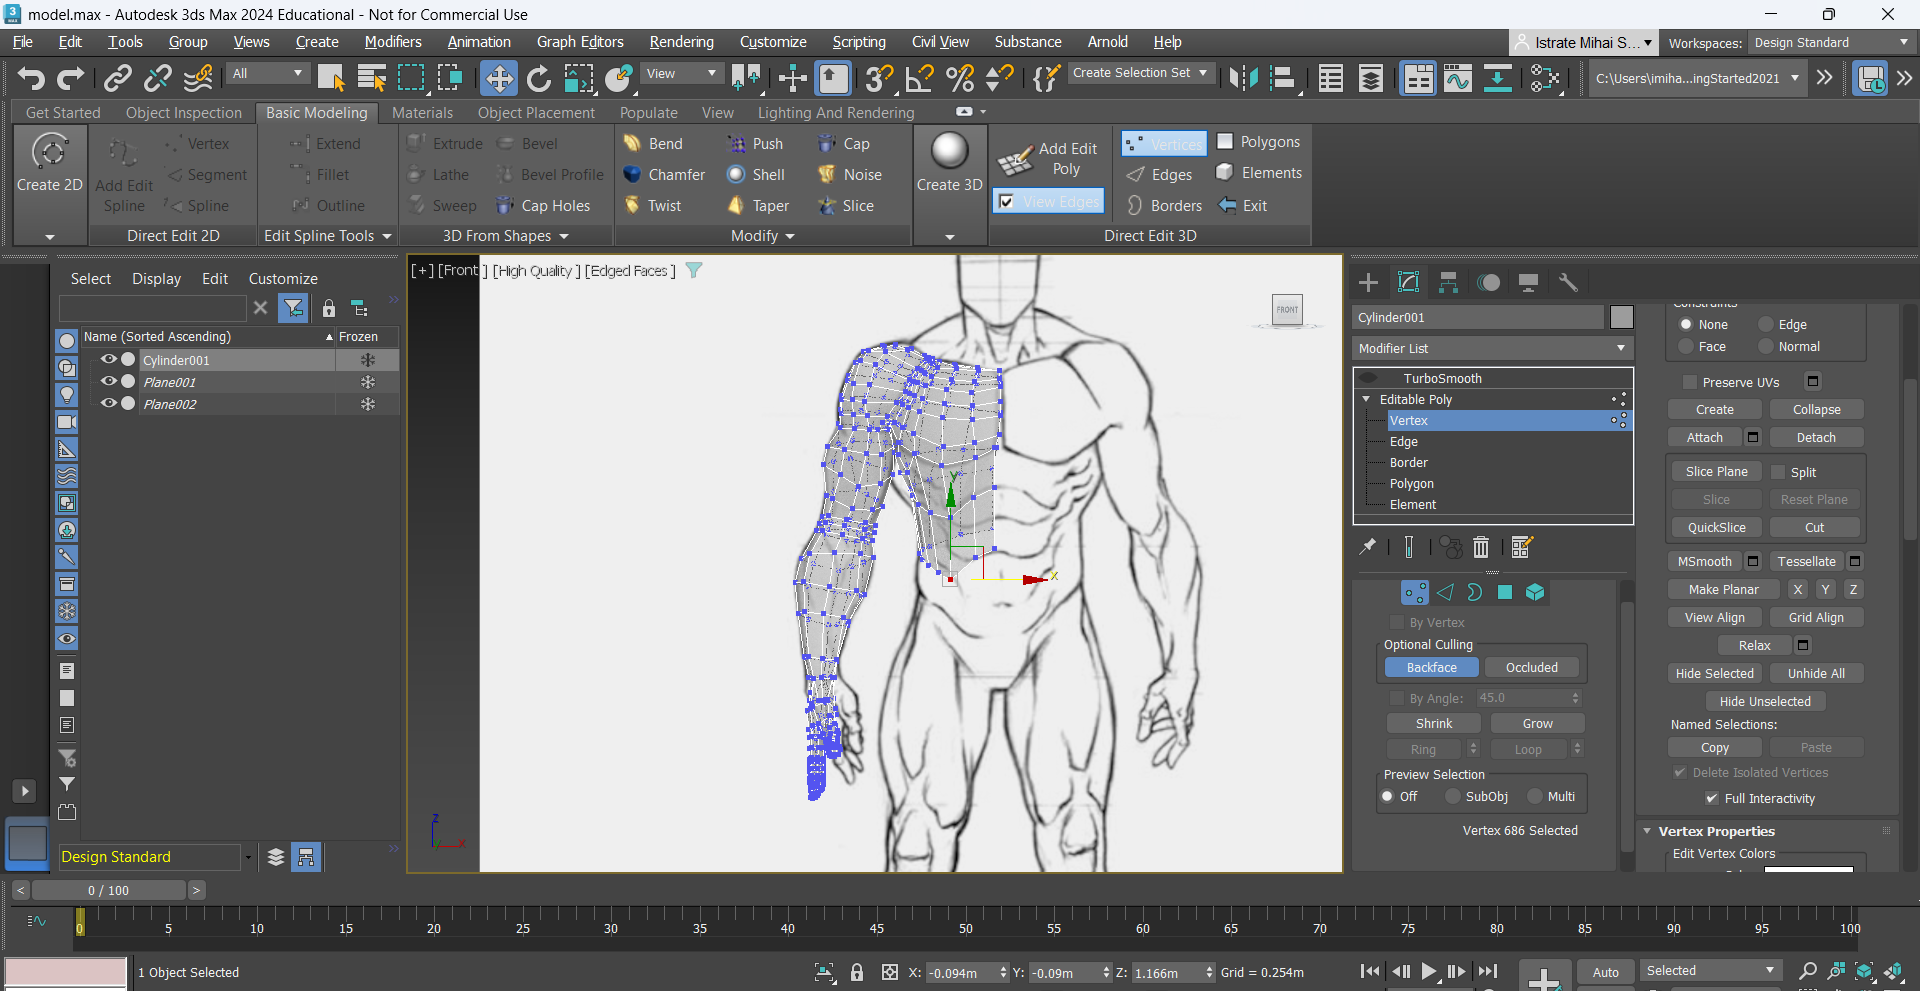 model.max - Autodesk 3ds Max 2024 Educational - Not for Commercial Use
File Edit Tools Group Views Create Modifiers Animation Graph Editors Rendering Customize Scripting Civil View Substance Arnold Help
Istrate Mihai S... Workspaces: Design Standard
All View Create Selection Set C:\Users\imiha...ingStarted2021
Get Started Object Inspection Basic Modeling Materials Object Placement Populate View Lighting And Rendering
Create 2D
Add Edit Spline
Vertex
Segment
Spline
Direct Edit 2D
Extend
Fillet
Outline
Edit Spline Tools
Extrude Bevel
Lathe Bevel Profile
Sweep Cap Holes
3D From Shapes
Bend Push Cap
Chamfer Shell Noise
Twist Taper Slice
Modify
Create 3D
Add Edit Poly
View Edges
Vertices Polygons
Edges Elements
Borders Exit
Direct Edit 3D
Select Display Edit Customize
Name (Sorted Ascending) Frozen
Cylinder001
Plane001
Plane002
Design Standard
[+] [Front ] [High Quality ] [Edged Faces ]
FRONT
y
x
z
x
Cylinder001
Modifier List
TurboSmooth
Editable Poly
Vertex
Edge
Border
Polygon
Element
By Vertex
Optional Culling
Backface Occluded
By Angle: 45.0
Shrink Grow
Ring Loop
Preview Selection
Off SubObj Multi
Vertex 686 Selected
Constraints
None Edge
Face Normal
Preserve UVs
Create Collapse
Attach Detach
Slice Plane Split
Slice Reset Plane
QuickSlice Cut
MSmooth Tessellate
Make Planar X Y Z
View Align Grid Align
Relax
Hide Selected Unhide All
Hide Unselected
Named Selections:
Copy Paste
Delete Isolated Vertices
Full Interactivity
Vertex Properties
Edit Vertex Colors
< 0 / 100 >
0 5 10 15 20 25 30 35 40 45 50 55 60 65 70 75 80 85 90 95 100
1 Object Selected X: -0.094m Y: -0.09m Z: 1.166m Grid = 0.254m Auto Selected